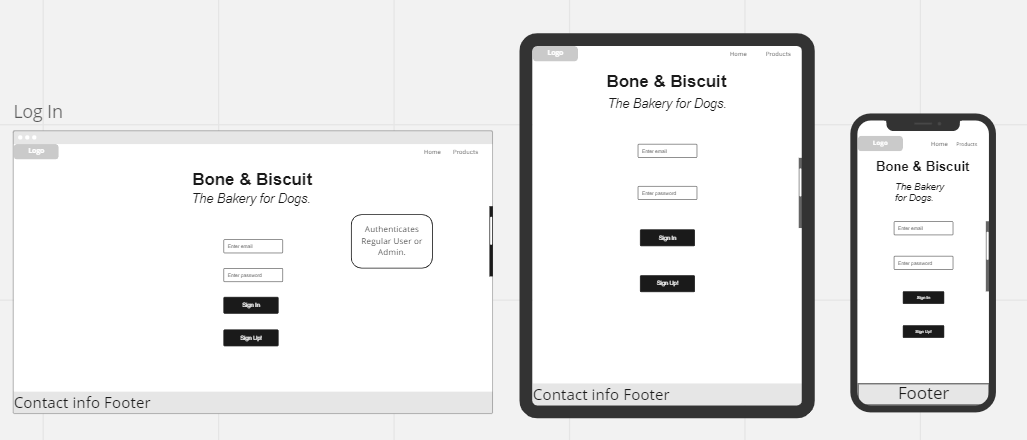 Log In
Logo
Home Products
Bone & Biscuit
The Bakery for Dogs.
Authenticates
Regular User or
Admin.
Enter email
Enter password
Sign In
Sign Up!
Contact info Footer
Logo
Home Products
Bone & Biscuit
The Bakery for Dogs.
Enter email
Enter password
Sign In
Sign Up!
Contact info Footer
Logo
Home Products
Bone & Biscuit
The Bakery
for Dogs.
Enter email
Enter password
Sign In
Sign Up!
Footer